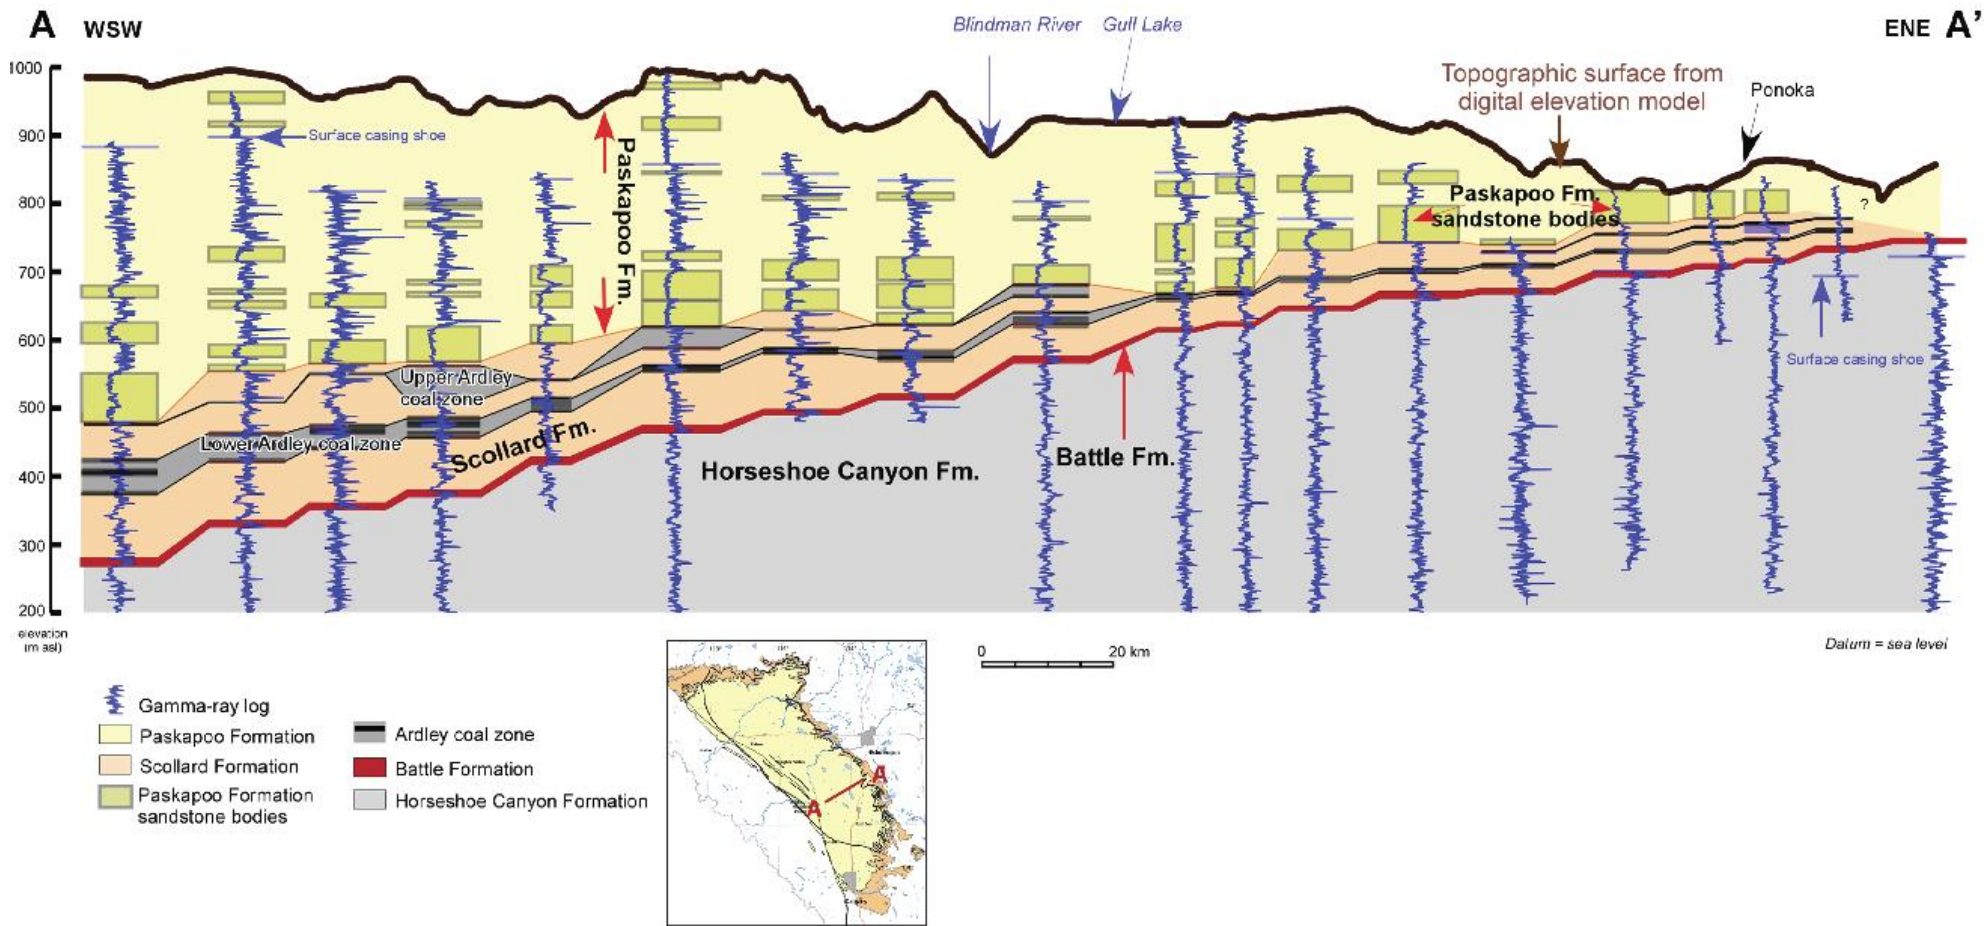 A WSW
Blindman River
Gull Lake
ENE A’
1000
900
800
700
600
500
400
300
200
elevation
(m asl)
Surface casing shoe
Paskapoo Fm.
Topographic surface from
digital elevation model
Ponoka
Paskapoo Fm.
sandstone bodies
?
Upper Ardley
coal zone
Lower Ardley coal zone
Scollard Fm.
Horseshoe Canyon Fm.
Battle Fm.
Surface casing shoe
Datum = sea level
0 20 km
Gamma-ray log
Paskapoo Formation
Scollard Formation
Paskapoo Formation
sandstone bodies
Ardley coal zone
Battle Formation
Horseshoe Canyon Formation
A
A